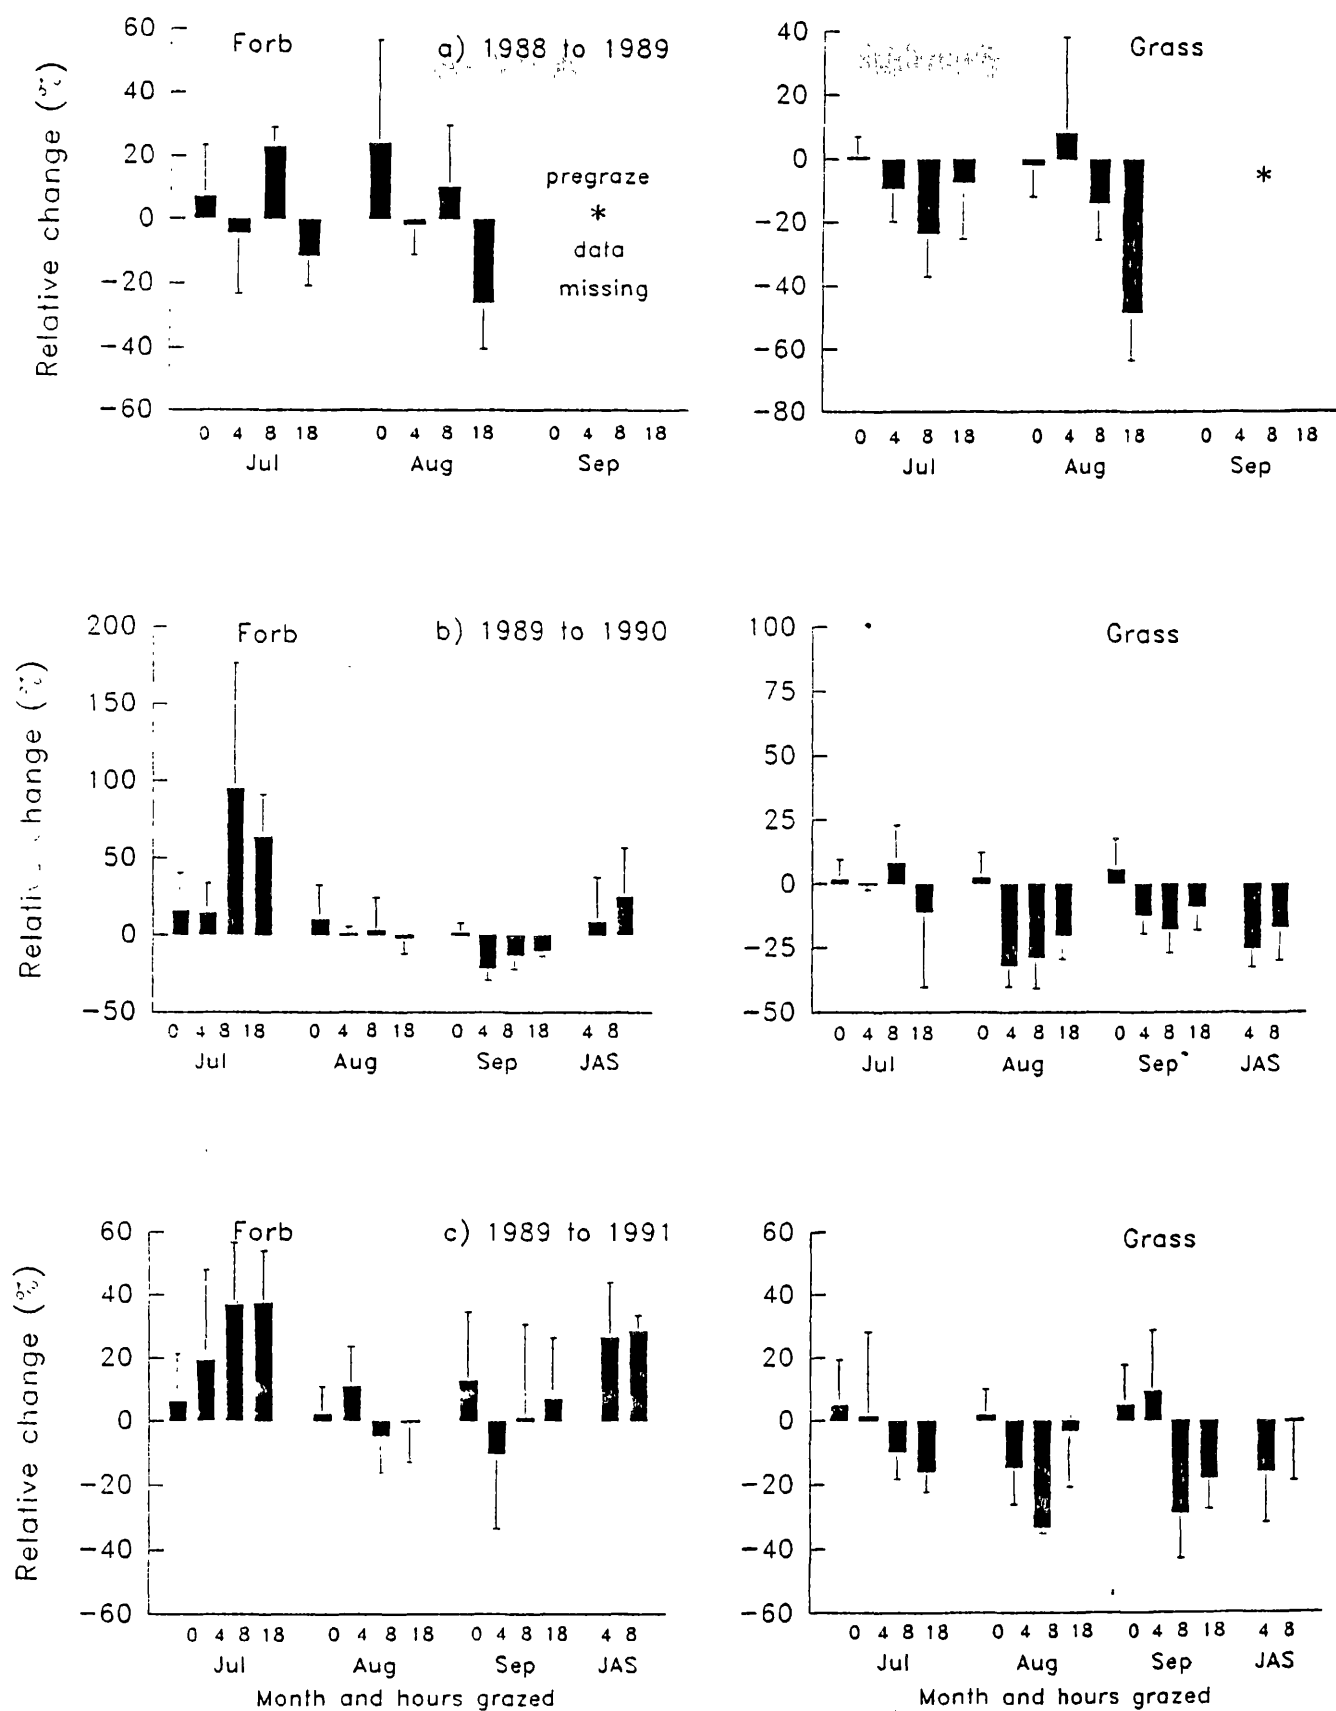 Forb a) 1988 to 1989
Relative change (%)
60
40
20
0
−20
−40
−60
pregraze
*
data
missing
0 4 8 18 0 4 8 18 0 4 8 18
Jul Aug Sep
Grass
40
20
0
−20
−40
−60
−80
*
0 4 8 18 0 4 8 18 0 4 8 18
Jul Aug Sep
Forb b) 1989 to 1990
200
150
100
50
0
−50
0 4 8 18 0 4 8 18 0 4 8 18 4 8
Jul Aug Sep JAS
Grass
100
75
50
25
0
−25
−50
0 4 8 18 0 4 8 18 0 4 8 18 4 8
Jul Aug Sep JAS
Forb c) 1989 to 1991
Relative change (%)
60
40
20
0
−20
−40
−60
0 4 8 18 0 4 8 18 0 4 8 18 4 8
Jul Aug Sep JAS
Month and hours grazed
Grass
60
40
20
0
−20
−40
−60
0 4 8 18 0 4 8 18 0 4 8 18 4 8
Jul Aug Sep JAS
Month and hours grazed